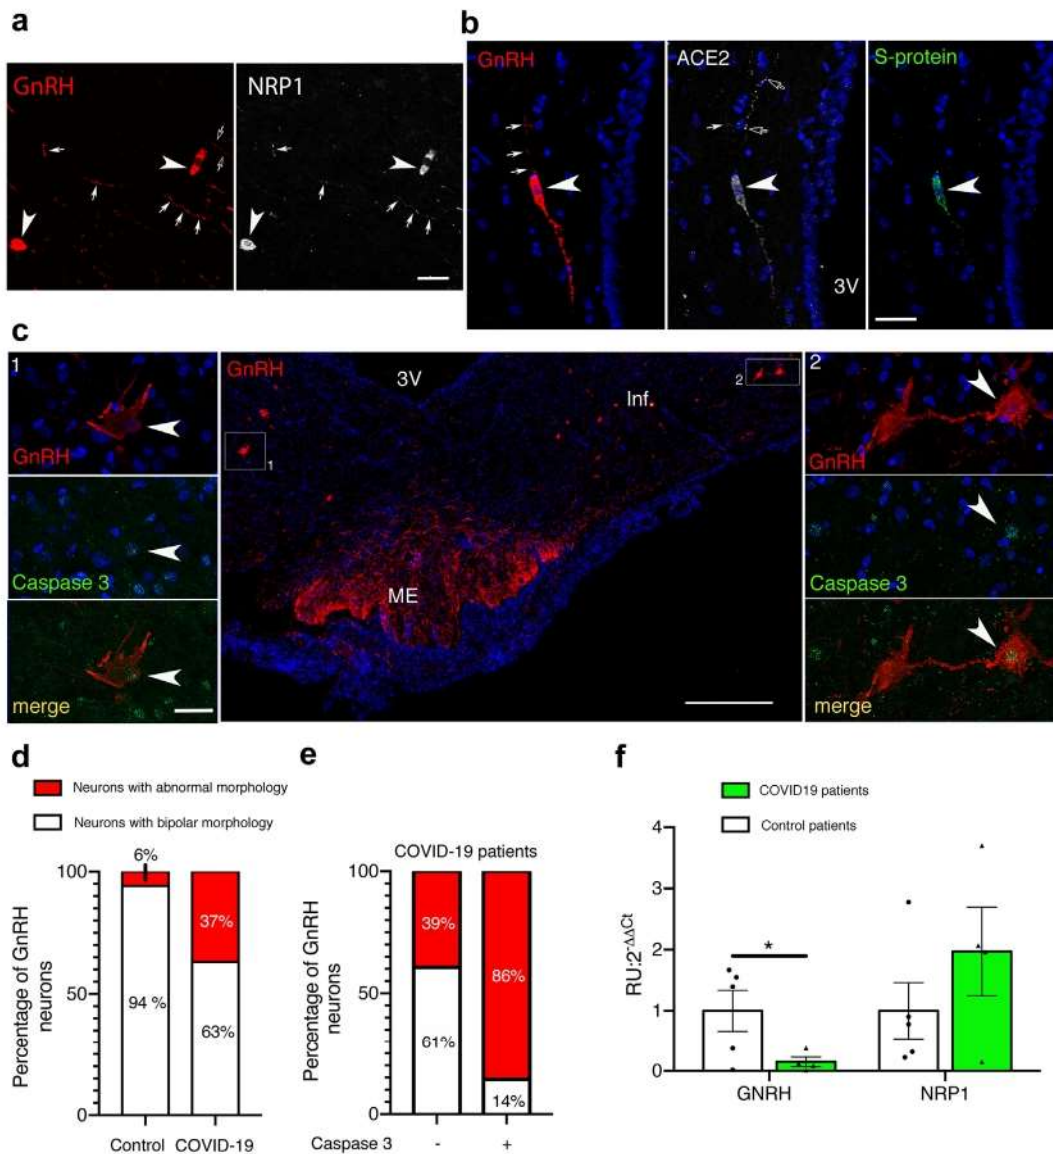 a
GnRH
NRP1
b
GnRH
ACE2
S-protein
3V
c
1
GnRH
Caspase 3
merge
GnRH
3V
Inf.
ME
1
2
2
GnRH
Caspase 3
merge
d
Neurons with abnormal morphology
Neurons with bipolar morphology
Percentage of GnRH
neurons
100
50
0
6%
94 %
37%
63%
Control
COVID-19
e
COVID-19 patients
Percentage of GnRH
neurons
100
50
0
39%
61%
86%
14%
Caspase 3
-
+
f
COVID19 patients
Control patients
RU:2-ΔΔCt
4
3
2
1
0
*
GNRH
NRP1